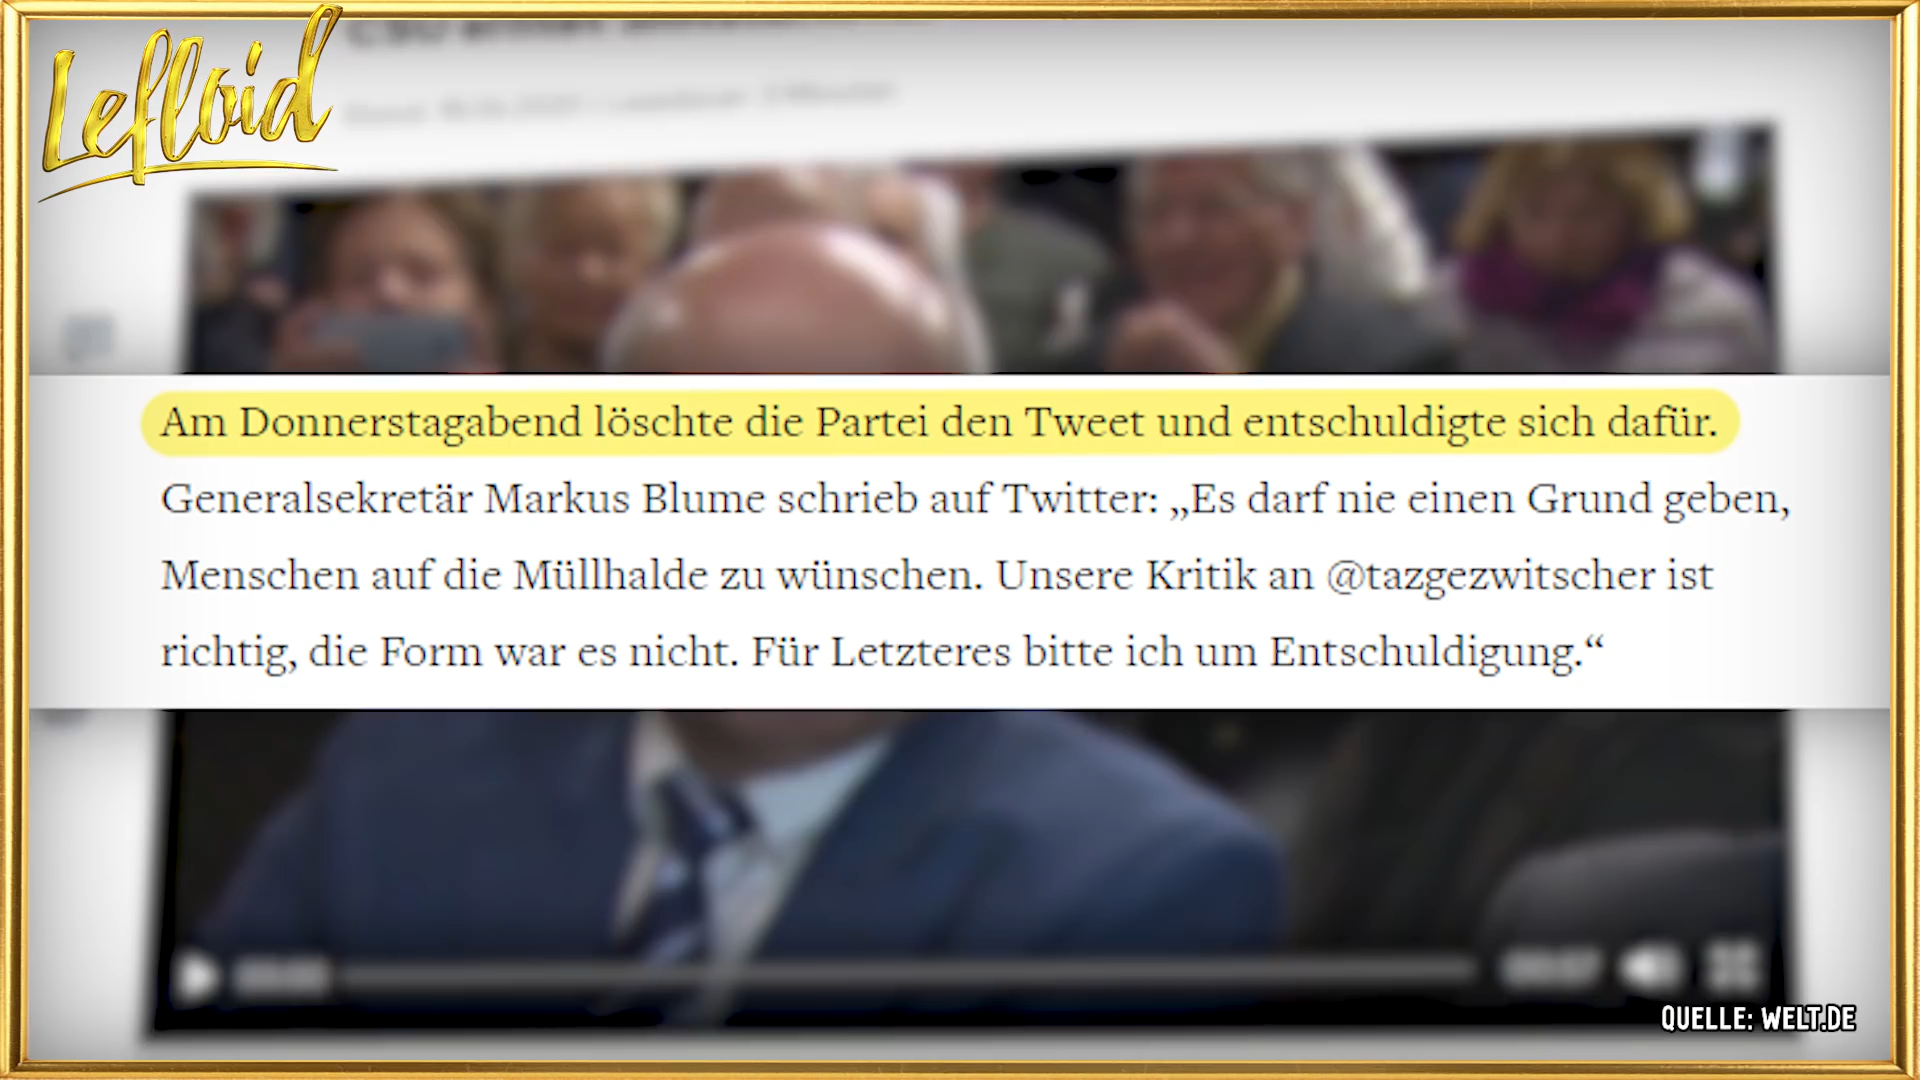 Lefloid
Am Donnerstagabend löschte die Partei den Tweet und entschuldigte sich dafür.
Generalsekretär Markus Blume schrieb auf Twitter: „Es darf nie einen Grund geben,
Menschen auf die Müllhalde zu wünschen. Unsere Kritik an @tazgezwitscher ist
richtig, die Form war es nicht. Für Letzteres bitte ich um Entschuldigung.“
QUELLE: WELT.DE